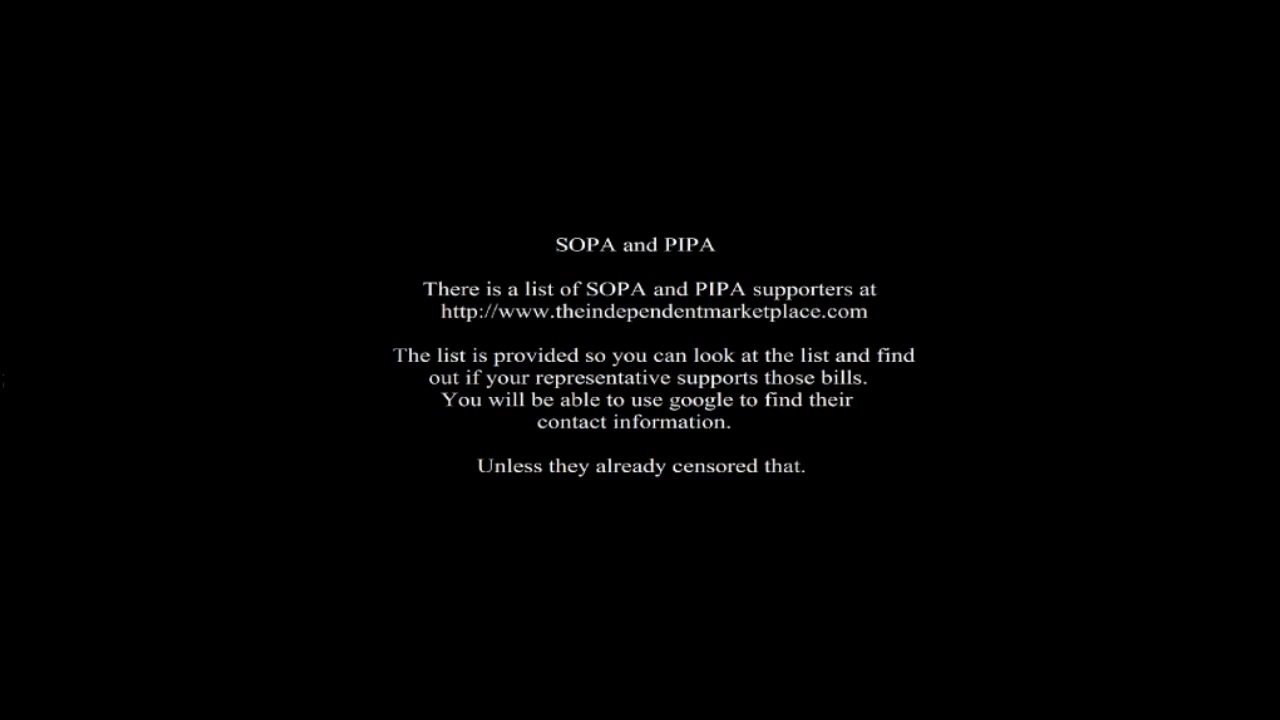 SOPA and PIPA
There is a list of SOPA and PIPA supporters at
http://www.theindependentmarketplace.com
The list is provided so you can look at the list and find
out if your representative supports those bills.
You will be able to use google to find their
contact information.
Unless they already censored that.